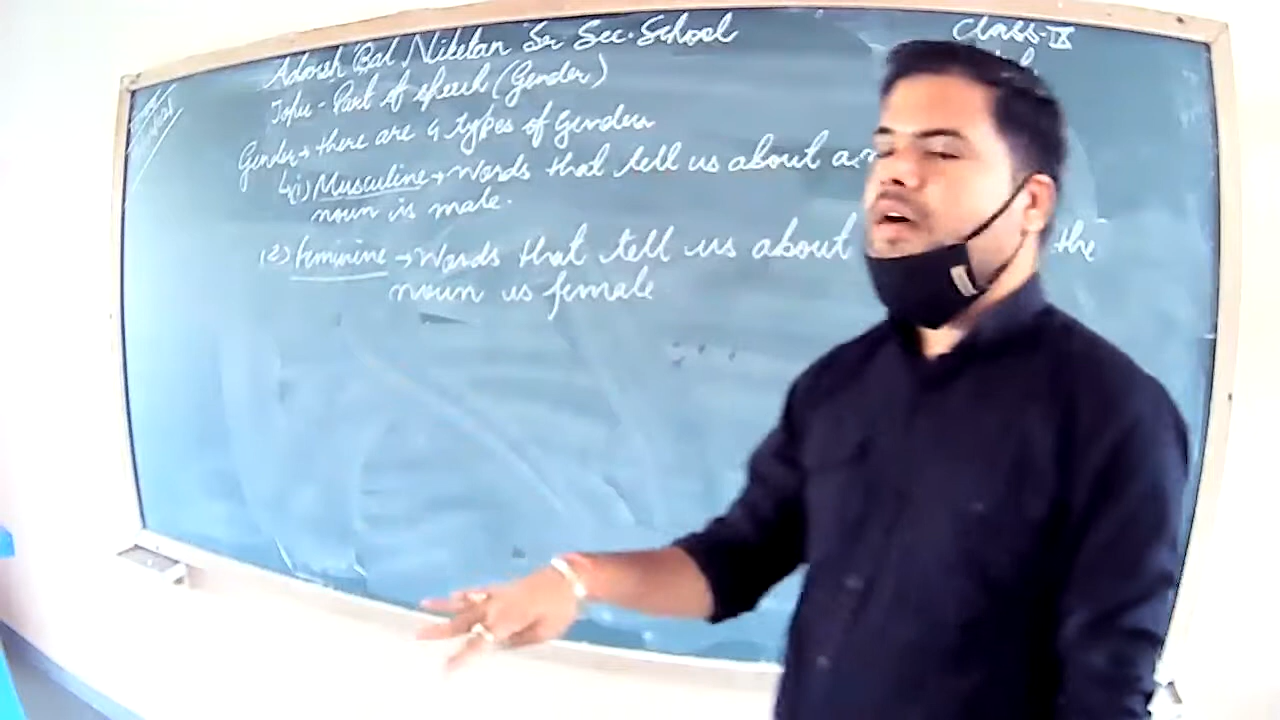 Adarsh Bal Niketan Sr Sec. School
Class-IX
Topic - Part of speech (Gender)
Gender → there are 4 types of Genders
(1) Musculine → Words that tell us about a
noun is male.
(2) Feminine → Words that tell us about the
noun is female